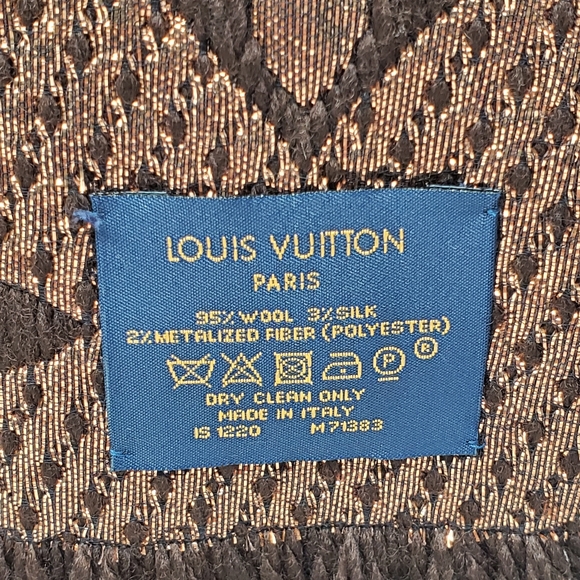 LOUIS VUITTON
PARIS
95% WOOL 3% SILK
2% METALIZED FIBER (POLYESTER)
P ®
DRY CLEAN ONLY
MADE IN ITALY
IS 1220 M71383